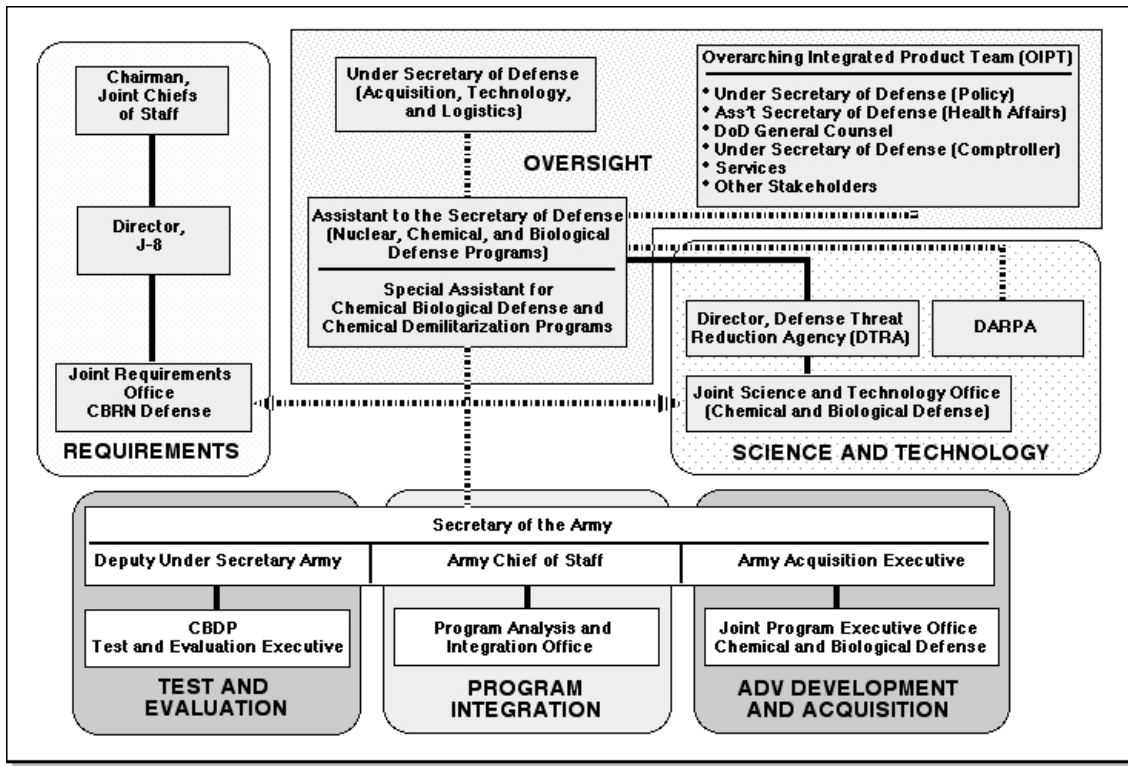 Chairman,
Joint Chiefs
of Staff
Director,
J-8
Joint Requirements
Office
CBRN Defense
REQUIREMENTS
Under Secretary of Defense
(Acquisition, Technology,
and Logistics)
OVERSIGHT
Assistant to the Secretary of Defense
(Nuclear, Chemical, and Biological
Defense Programs)
Special Assistant for
Chemical Biological Defense and
Chemical Demilitarization Programs
Overarching Integrated Product Team (OIPT)
* Under Secretary of Defense (Policy)
* Ass't Secretary of Defense (Health Affairs)
* DoD General Counsel
* Under Secretary of Defense (Comptroller)
* Services
* Other Stakeholders
Director, Defense Threat
Reduction Agency (DTRA)
DARPA
Joint Science and Technology Office
(Chemical and Biological Defense)
SCIENCE AND TECHNOLOGY
Secretary of the Army
Deputy Under Secretary Army
Army Chief of Staff
Army Acquisition Executive
CBDP
Test and Evaluation Executive
Program Analysis and
Integration Office
Joint Program Executive Office
Chemical and Biological Defense
TEST AND
EVALUATION
PROGRAM
INTEGRATION
ADV DEVELOPMENT
AND ACQUISITION